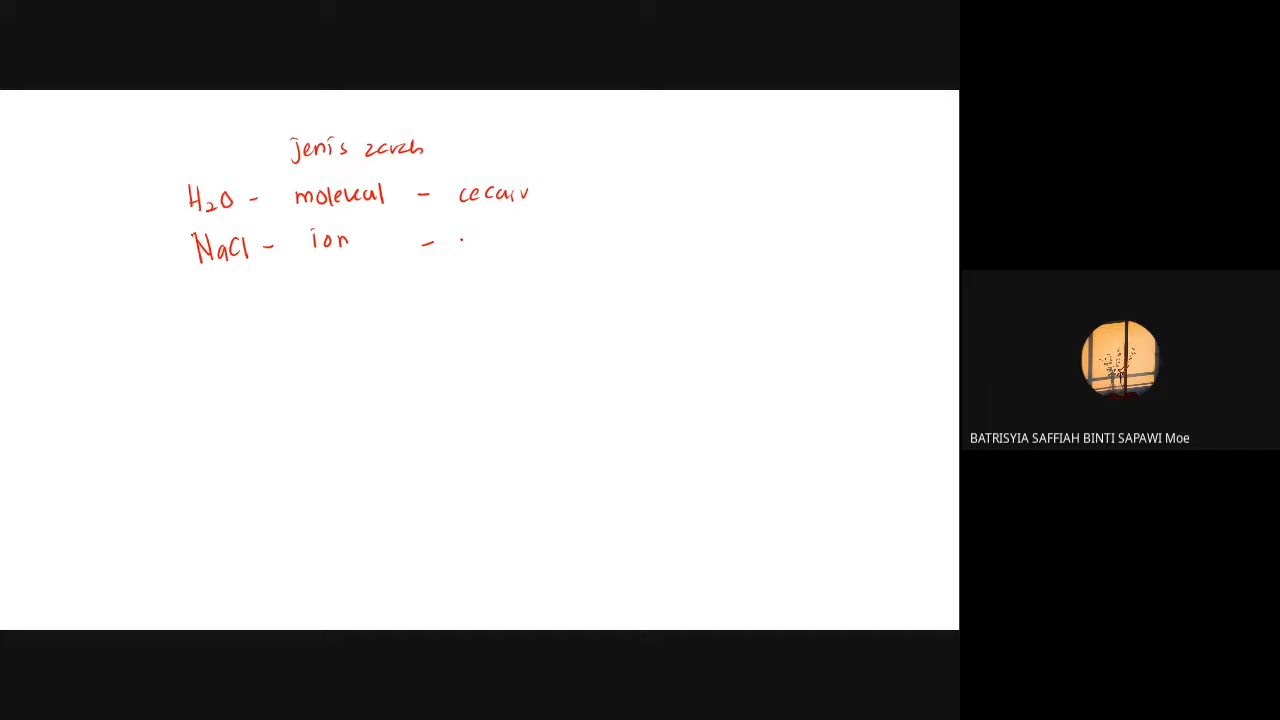 jenis zarah
H₂O - molekul - cecair
NaCl - ion -
BATRISYIA SAFFIAH BINTI SAPAWI Moe